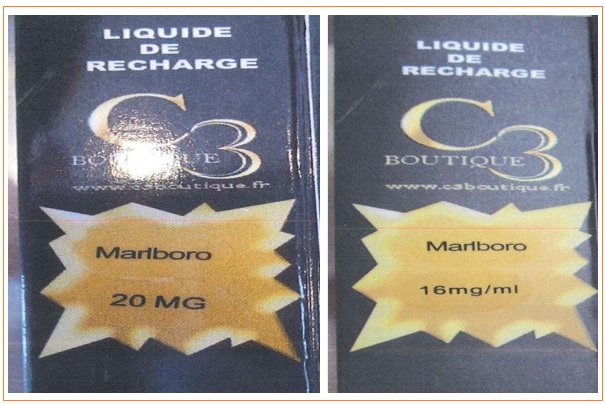 LIQUIDE
DE
RECHARGE
C3
BOUTIQUE
www.c3boutique.fr
Marlboro
20 MG
LIQUIDE
DE
RECHARGE
C3
BOUTIQUE
www.c3boutique.fr
Marlboro
16mg/ml